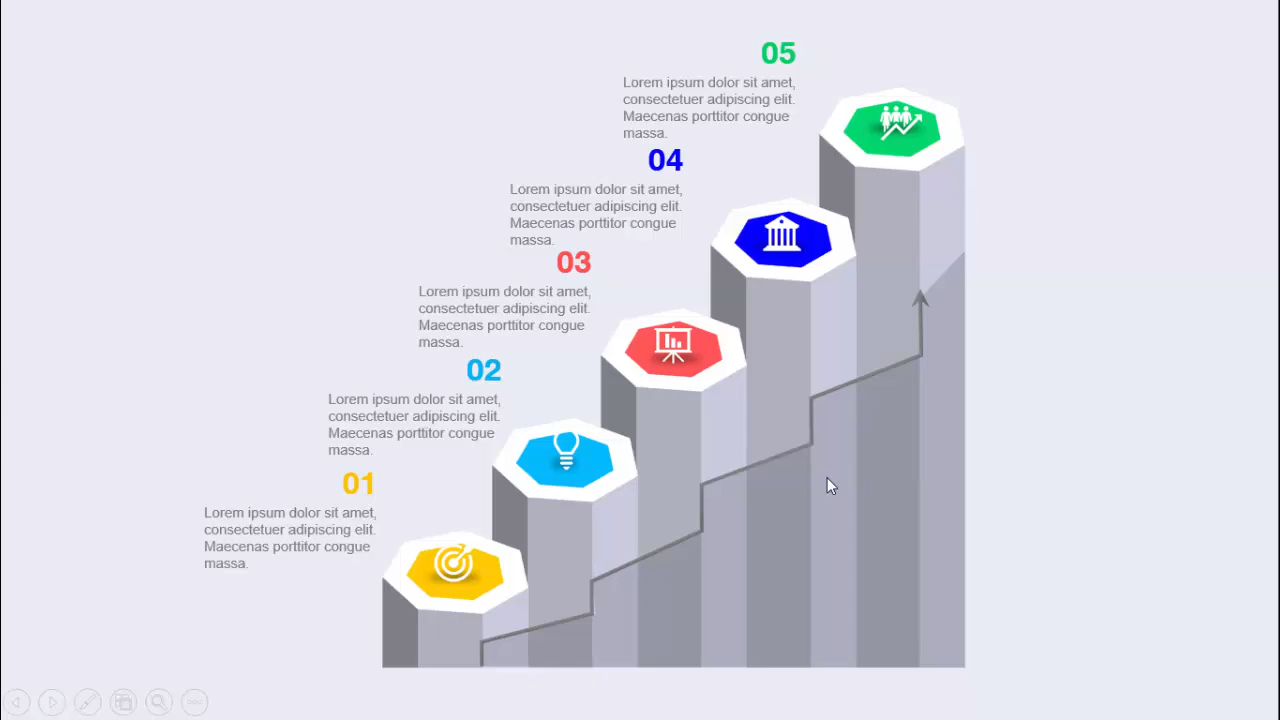 05
Lorem ipsum dolor sit amet,
consectetuer adipiscing elit.
Maecenas porttitor congue
massa.
04
Lorem ipsum dolor sit amet,
consectetuer adipiscing elit.
Maecenas porttitor congue
massa.
03
Lorem ipsum dolor sit amet,
consectetuer adipiscing elit.
Maecenas porttitor congue
massa.
02
Lorem ipsum dolor sit amet,
consectetuer adipiscing elit.
Maecenas porttitor congue
massa.
01
Lorem ipsum dolor sit amet,
consectetuer adipiscing elit.
Maecenas porttitor congue
massa.